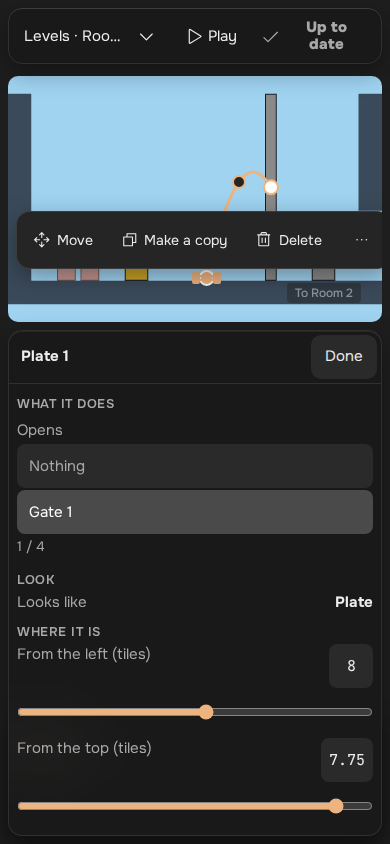 Levels · Roo...
Play
Up to
date
Move
Make a copy
Delete
...
To Room 2
Plate 1
Done
WHAT IT DOES
Opens
Nothing
Gate 1
1 / 4
LOOK
Looks like
Plate
WHERE IT IS
From the left (tiles)
8
From the top (tiles)
7.75